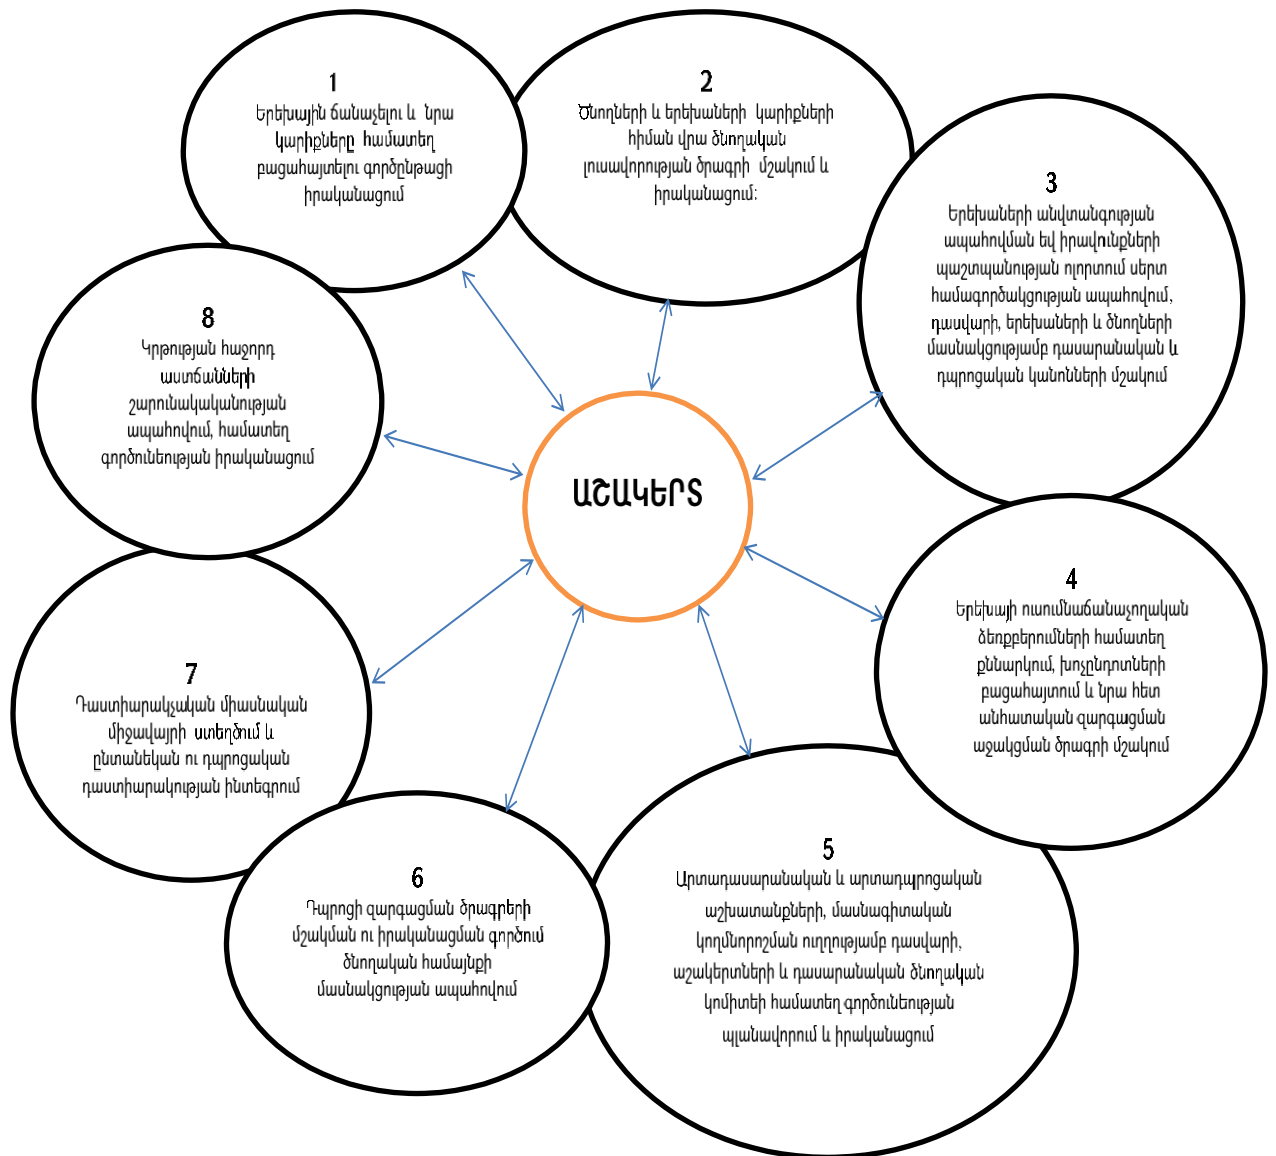 1
Երեխային ճանաչելու և նրա
կարիքները համատեղ
բացահայտելու գործընթացի
իրականացում
2
Ծնողների և երեխաների կարիքների
հիման վրա ծնողական
լուսավորության ծրագրի մշակում և
իրականացում:
3
Երեխաների անվտանգության
ապահովման եվ իրավունքների
պաշտպանության ոլորտում սերտ
համագործակցության ապահովում,
դասվարի, երեխաների և ծնողների
մասնակցությամբ դասարանական և
դպրոցական կանոնների մշակում
4
Երեխայի ուսումնաճանաչողական
ձեռքբերումների համատեղ
քննարկում, խոչընդոտների
բացահայտում և նրա հետ
անհատական զարգացման
աջակցման ծրագրի մշակում
5
Արտադասարանական և արտադպրոցական
աշխատանքների, մասնագիտական
կողմնորոշման ուղղությամբ դասվարի,
աշակերտների և դասարանական ծնողական
կոմիտեի համատեղ գործունեության
պլանավորում և իրականացում
6
Դպրոցի զարգացման ծրագրերի
մշակման ու իրականացման գործում
ծնողական համայնքի
մասնակցության ապահովում
7
Դաստիարակչական միասնական
միջավայրի ստեղծում և
ընտանեկան ու դպրոցական
դաստիարակության ինտեգրում
8
Կրթության հաջորդ
աստճանների
շարունակականության
ապահովում, համատեղ
գործունեության իրականացում
ԱՇԱԿԵՐՏ